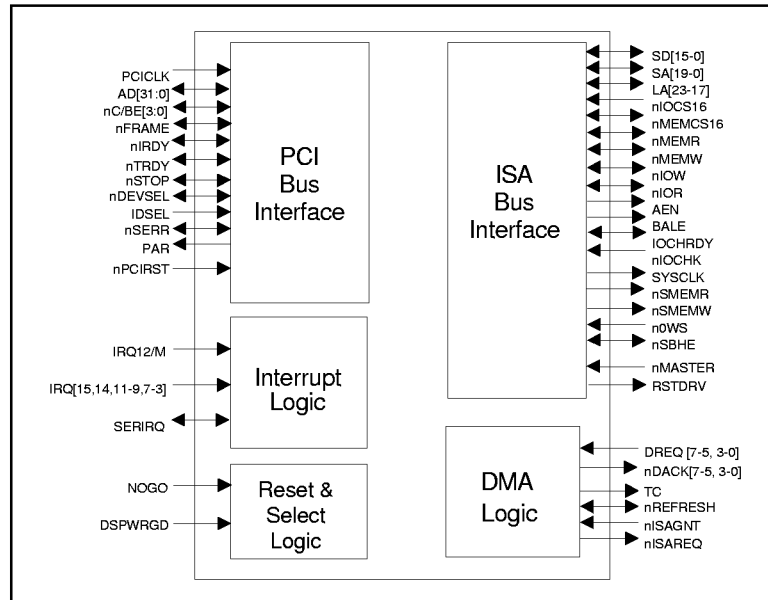 PCICLK
AD[31:0]
nC/BE[3:0]
nFRAME
nIRDY
nTRDY
nSTOP
nDEVSEL
IDSEL
nSERR
PAR
nPCIRST
PCI
Bus
Interface
IRQ12/M
IRQ[15,14,11-9,7-3]
SERIRQ
Interrupt
Logic
NOGO
DSPWRGD
Reset &
Select
Logic
ISA
Bus
Interface
SD[15-0]
SA[19-0]
LA[23-17]
nIOCS16
nMEMCS16
nMEMR
nMEMW
nIOW
nIOR
AEN
BALE
IOCHRDY
nIOCHK
SYSCLK
nSMEMR
nSMEMW
n0WS
nSBHE
nMASTER
RSTDRV
DMA
Logic
DREQ [7-5, 3-0]
nDACK[7-5, 3-0]
TC
nREFRESH
nISAGNT
nISAREQ